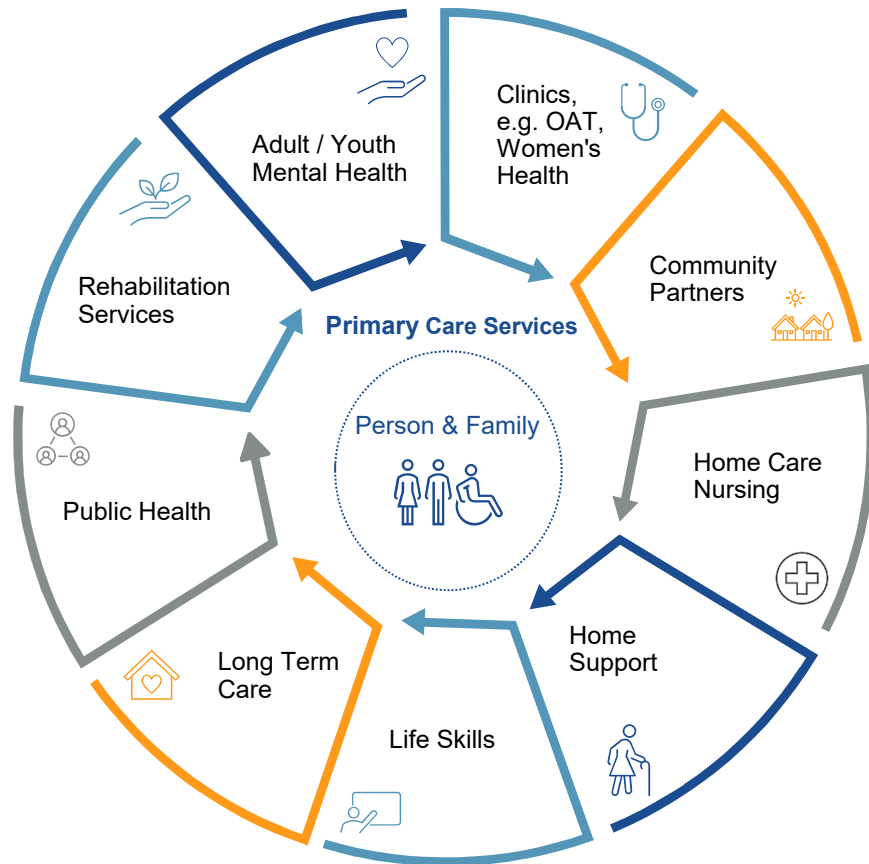 Clinics,
e.g. OAT,
Women's
Health
Community
Partners
Home Care
Nursing
Home
Support
Life Skills
Long Term
Care
Public Health
Rehabilitation
Services
Adult / Youth
Mental Health
Primary Care Services
Person & Family